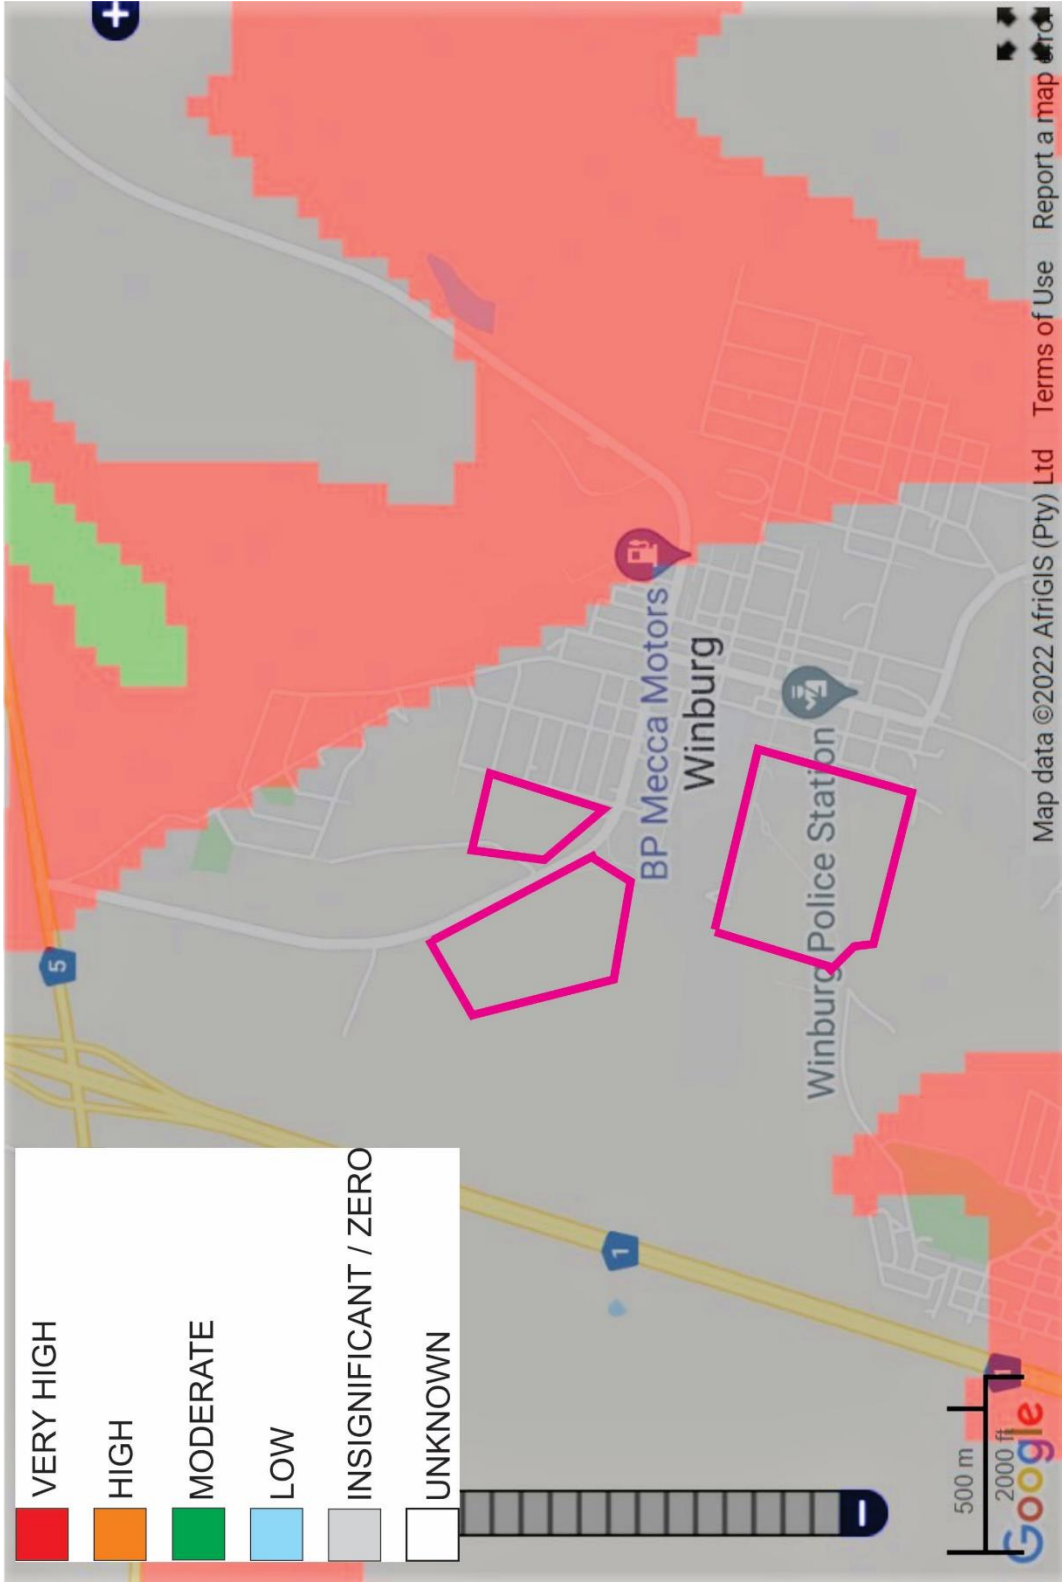 VERY HIGH
HIGH
MODERATE
LOW
INSIGNIFICANT / ZERO
UNKNOWN
5
1
1
BP Mecca Motors
Winburg
Winburg Police Station
500 m
2000 ft
Google
Map data ©2022 AfriGIS (Pty) Ltd Terms of Use Report a map error